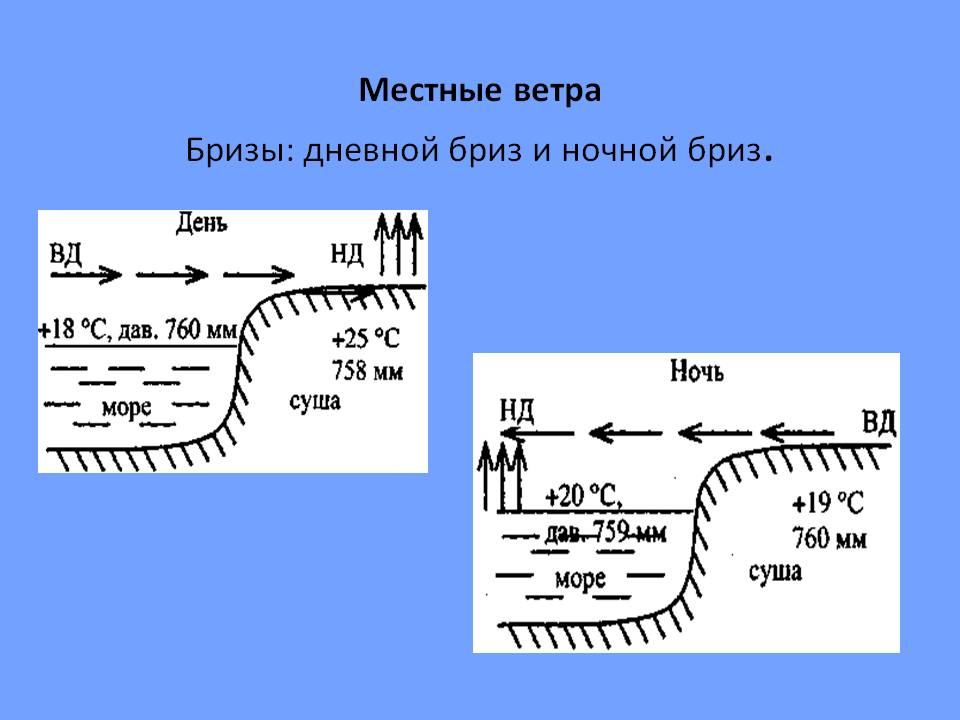 Местные ветра
Бризы: дневной бриз и ночной бриз.
День
ВД НД
+18 °С, дав. 760 мм
+25 °С
758 мм
море
суша
Ночь
НД ВД
+20 °С,
дав. 759 мм
+19 °С
760 мм
море
суша